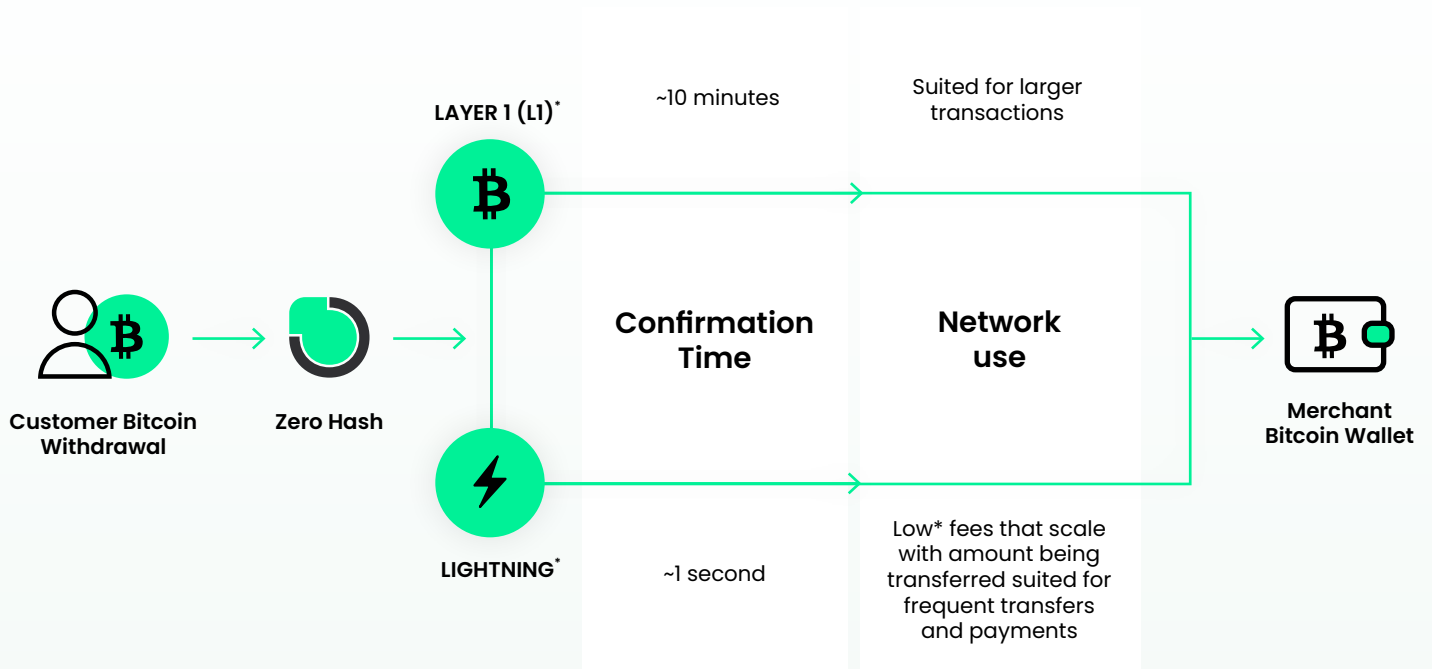 ~10 minutes
Suited for larger
transactions
LAYER 1 (L1)*
Confirmation
Time
Network
use
Customer Bitcoin
Withdrawal
Zero Hash
Merchant
Bitcoin Wallet
LIGHTNING*
~1 second
Low* fees that scale
with amount being
transferred suited for
frequent transfers
and payments